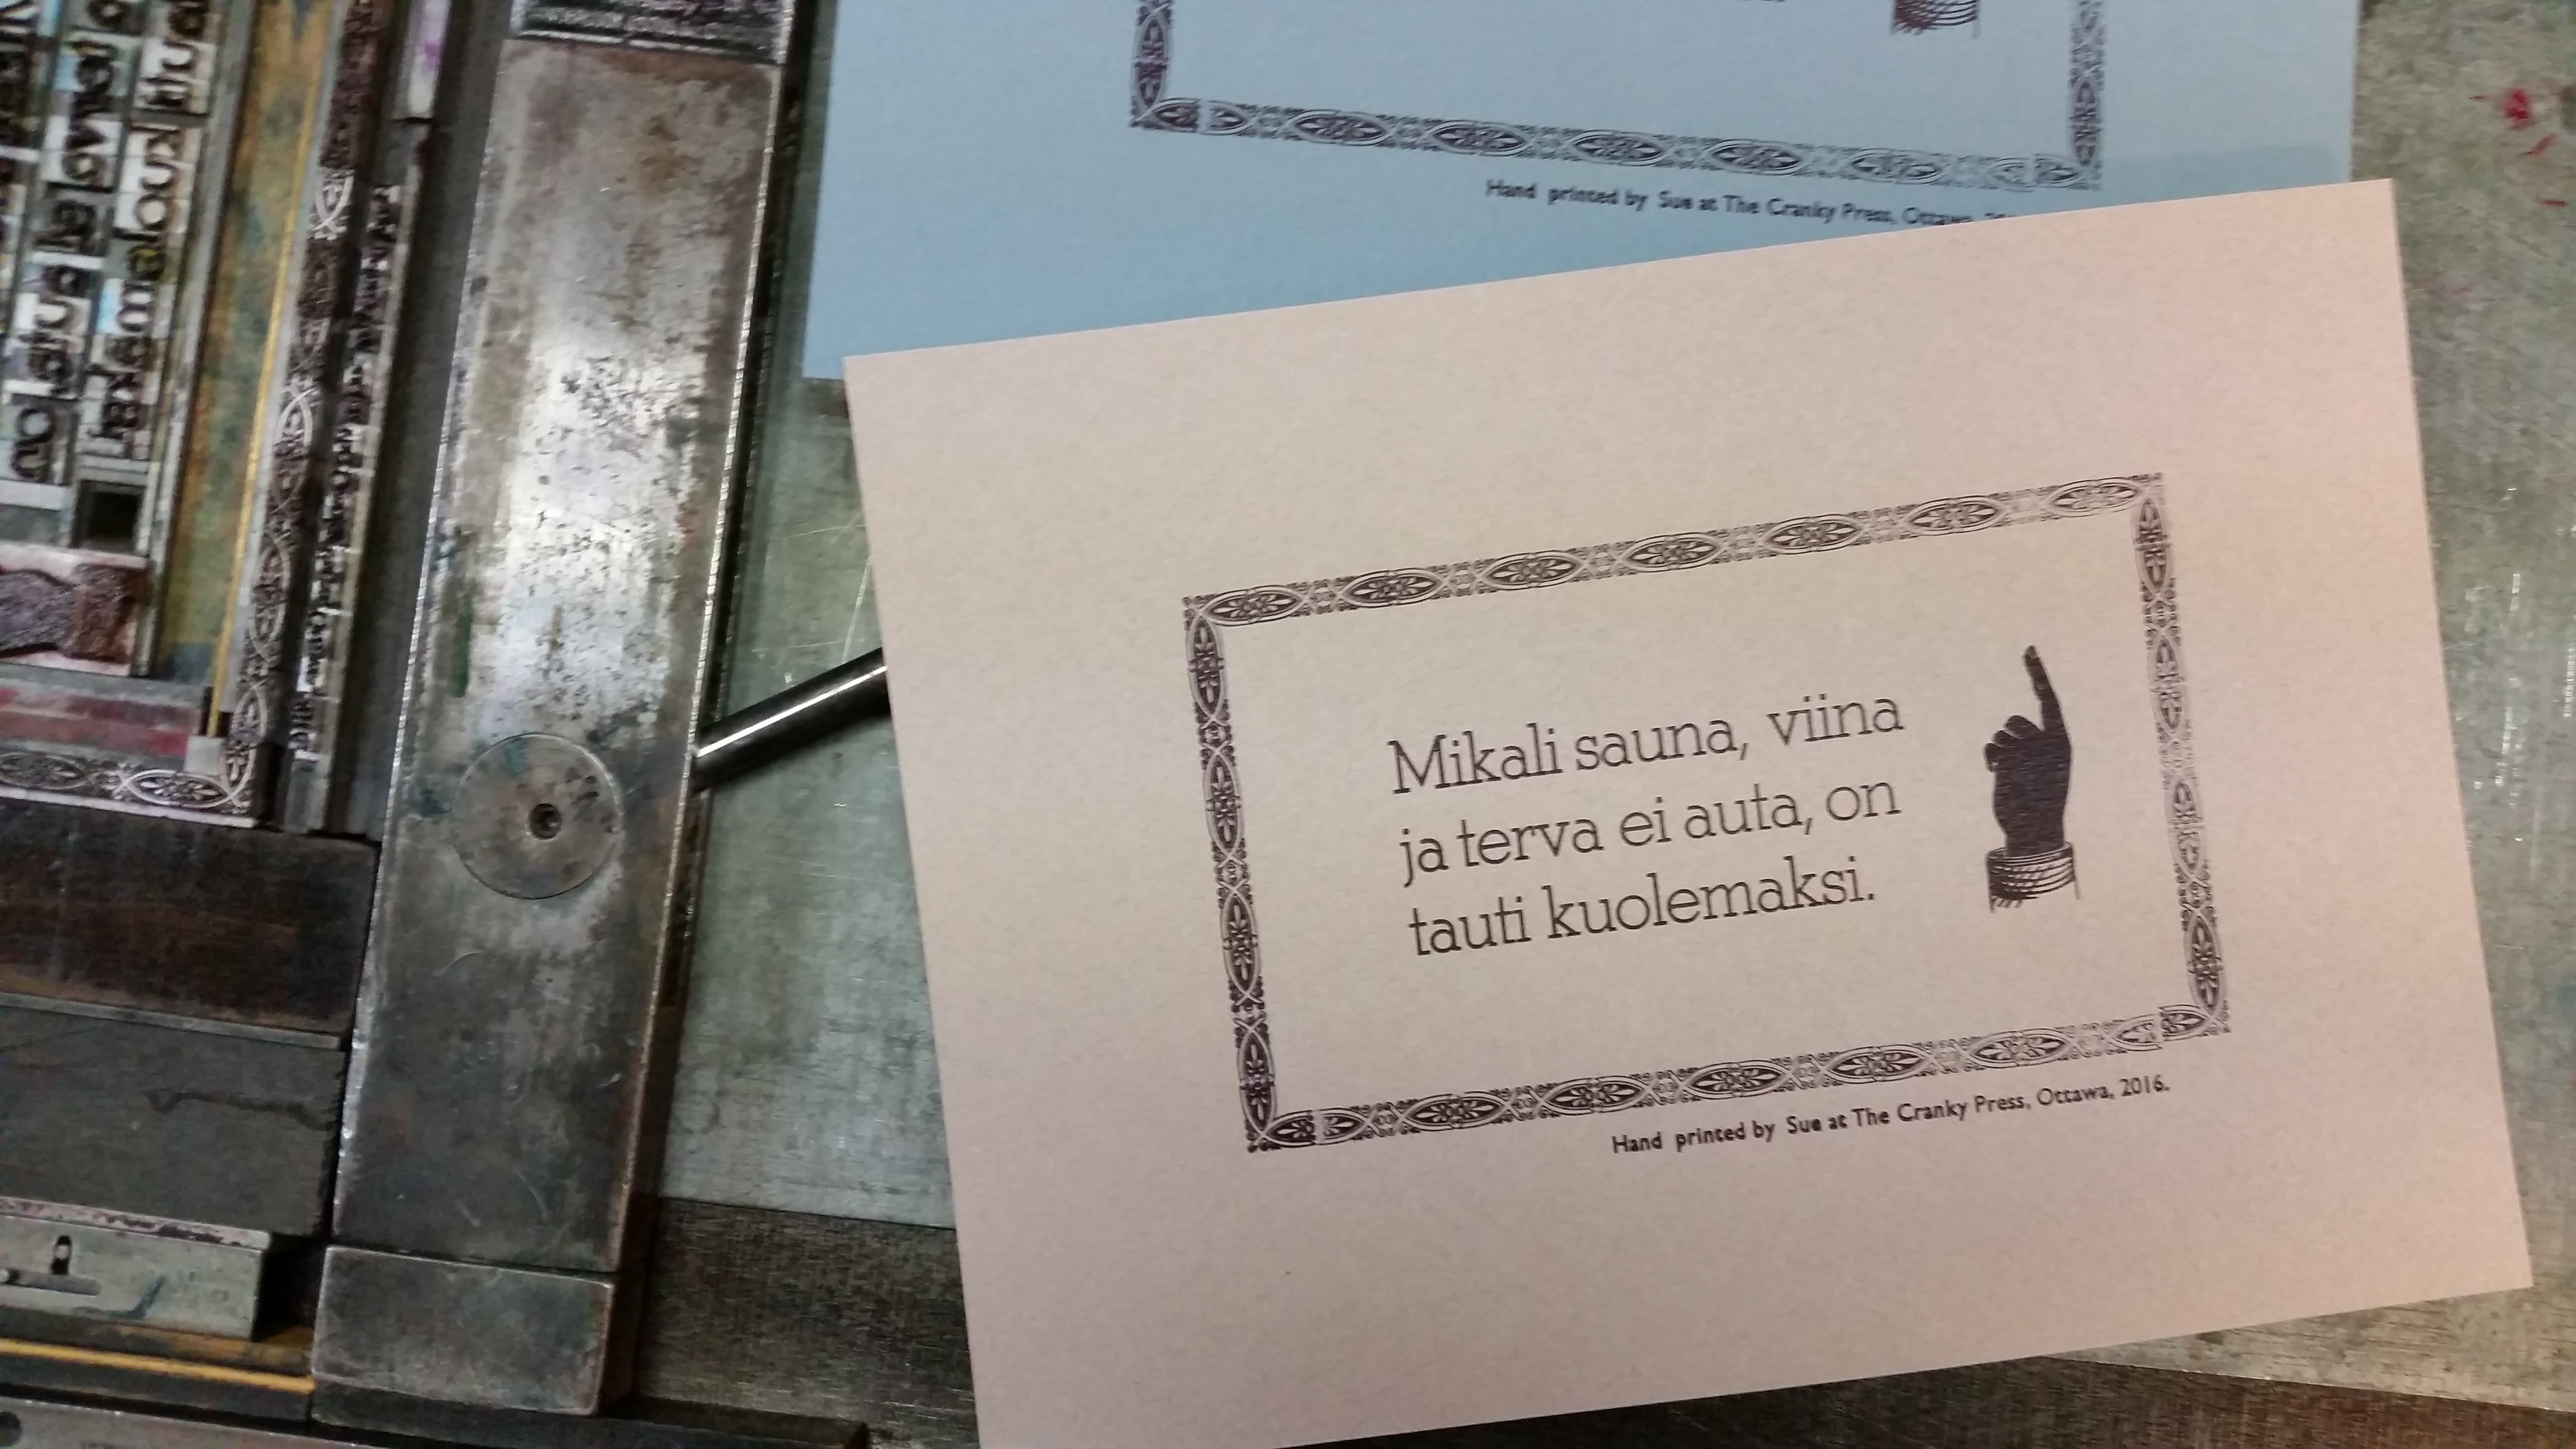 Hand printed by Sue at The Cranky Press, Ottawa,
Mikali sauna, viina
ja terva ei auta, on
tauti kuolemaksi.
Hand printed by Sue at The Cranky Press, Ottawa, 2016.